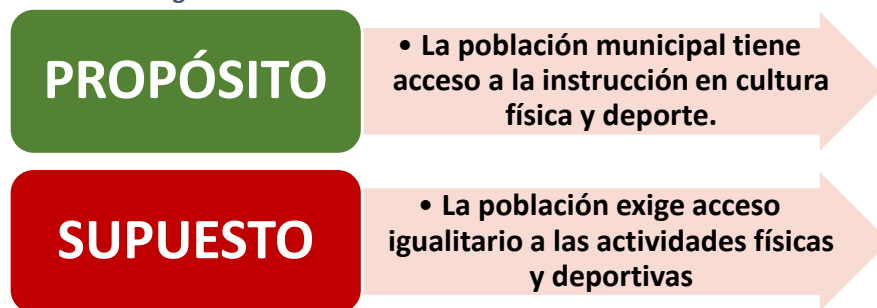 PROPÓSITO
• La población municipal tiene
acceso a la instrucción en cultura
física y deporte.
SUPUESTO
• La población exige acceso
igualitario a las actividades físicas
y deportivas